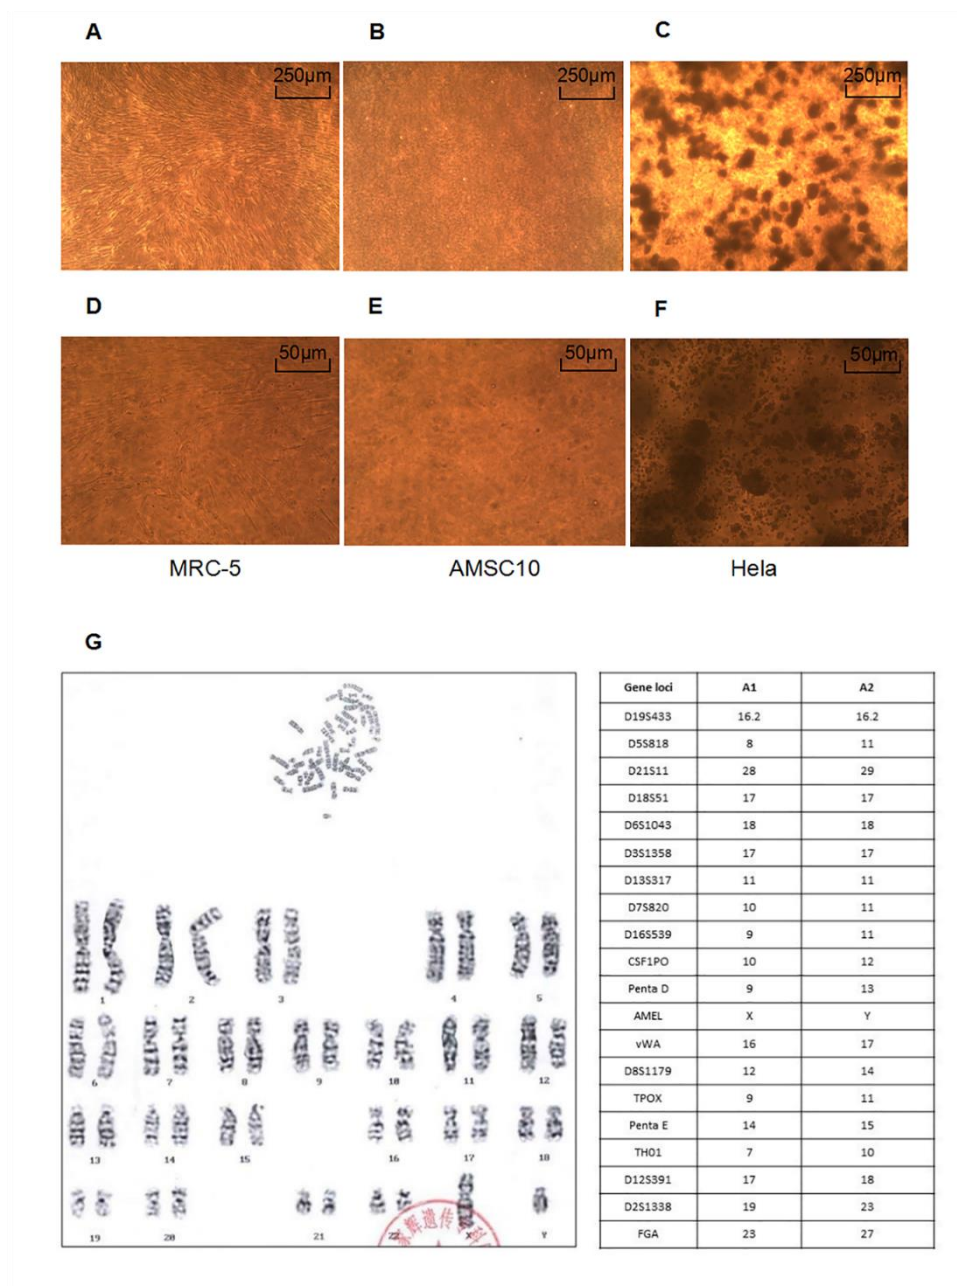 A B C
250µm 250µm 250µm
D E F
50µm 50µm 50µm
MRC-5 AMSC10 Hela
G
1 2 3 4 5
6 7 8 9 10 11 12
13 14 15 16 17 18
19 20 21 22 X Y
辉遗传
Gene loci A1 A2
D19S433 16.2 16.2
D5S818 8 11
D21S11 28 29
D18S51 17 17
D6S1043 18 18
D3S1358 17 17
D13S317 11 11
D7S820 10 11
D16S539 9 11
CSF1PO 10 12
Penta D 9 13
AMEL X Y
vWA 16 17
D8S1179 12 14
TPOX 9 11
Penta E 14 15
TH01 7 10
D12S391 17 18
D2S1338 19 23
FGA 23 27